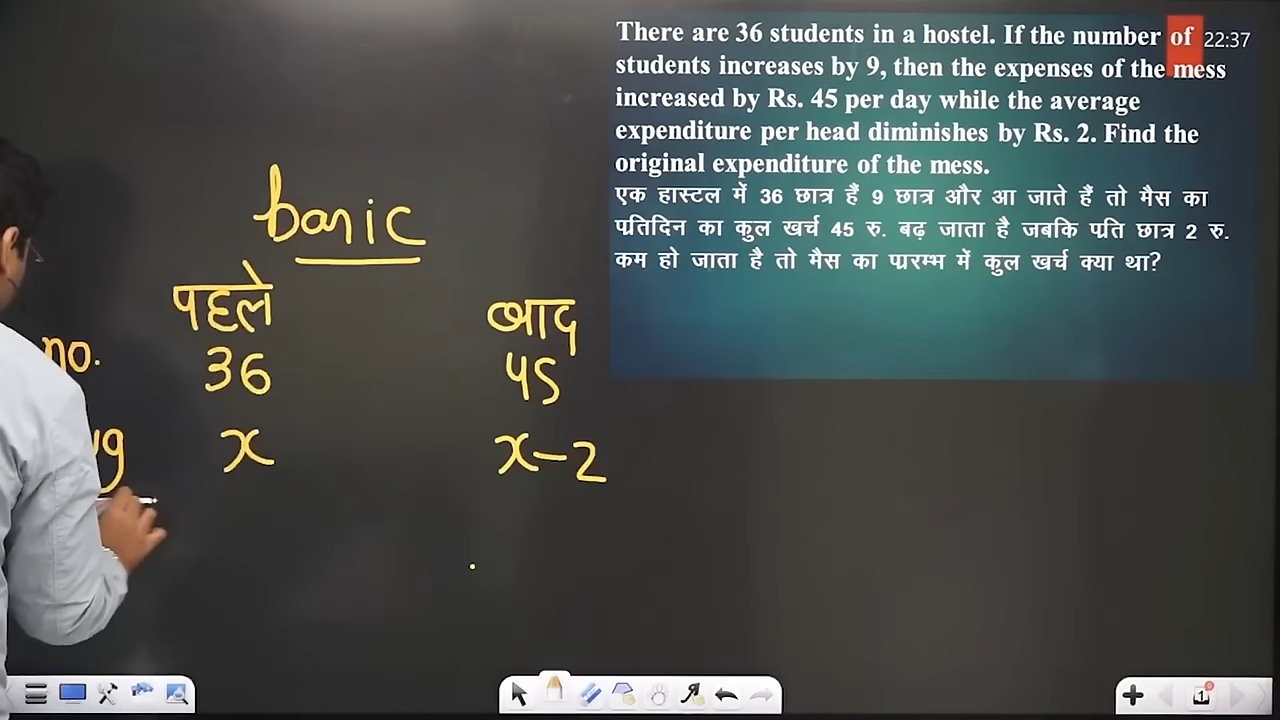 There are 36 students in a hostel. If the number of
22:37
students increases by 9, then the expenses of the mess
increased by Rs. 45 per day while the average
expenditure per head diminishes by Rs. 2. Find the
original expenditure of the mess.
एक हास्टल में 36 छात्र हैं 9 छात्र और आ जाते हैं तो मैस का
प्रतिदिन का कुल खर्च 45 रु. बढ़ जाता है जबकि प्रति छात्र 2 रु.
कम हो जाता है तो मैस का प्रारम्भ में कुल खर्च क्या था?
basic
पहले बाद
no. 36 45
x x-2
1